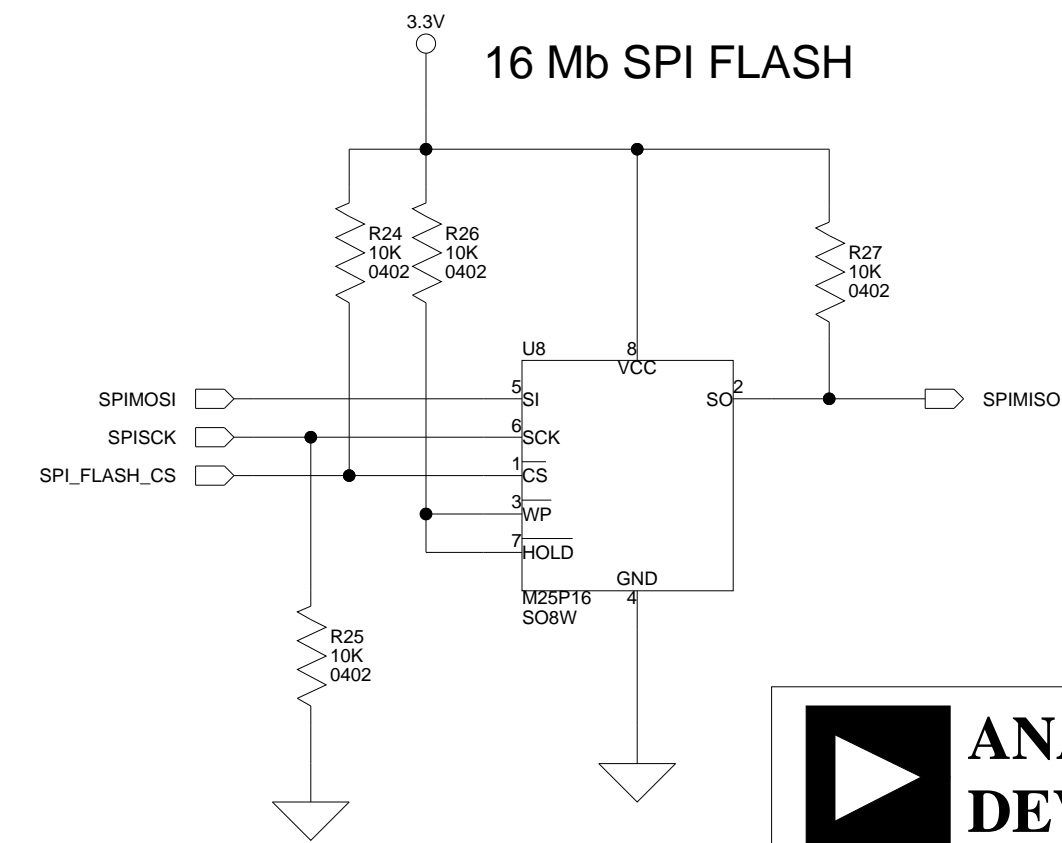 3.3V
16 Mb SPI FLASH
R24
10K
0402
R26
10K
0402
R27
10K
0402
U8
8
VCC
SPIMOSI
5
SI
SO
2
SPIMISO
SPISCK
6
SCK
SPI_FLASH_CS
1
CS
3
WP
7
HOLD
GND
4
M25P16
SO8W
R25
10K
0402